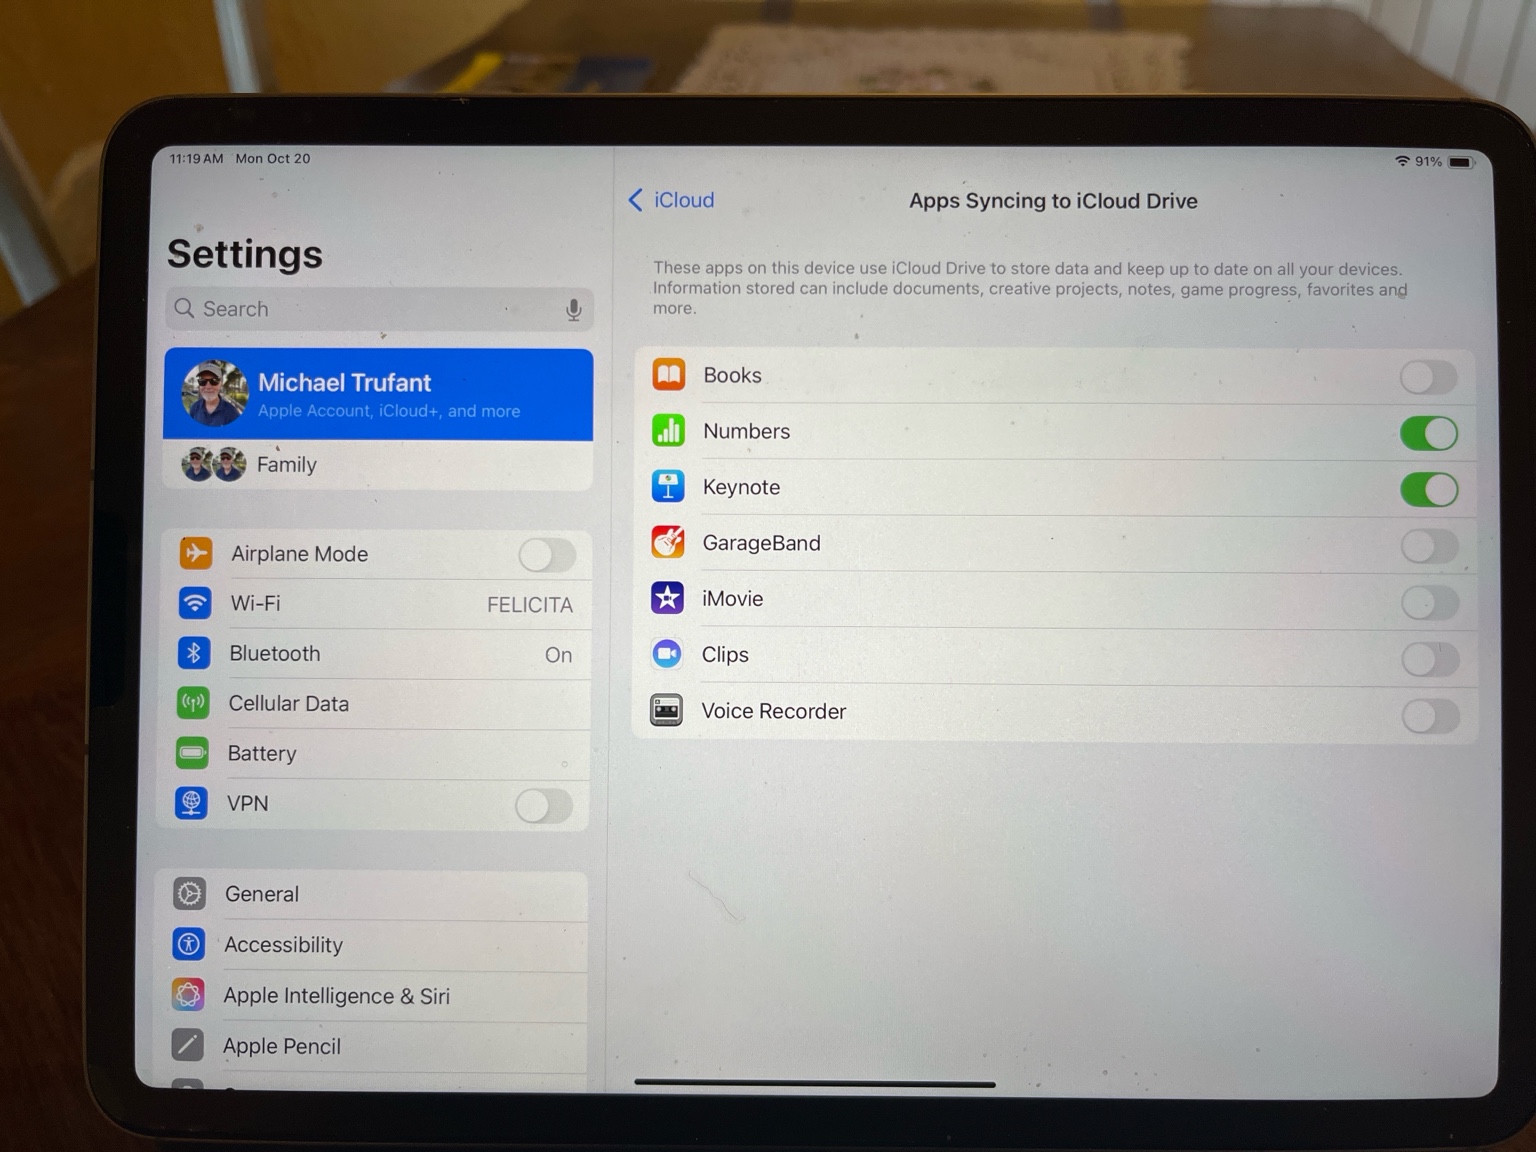 11:19 AM Mon Oct 20
91%
Settings
Search
Michael Trufant
Apple Account, iCloud+, and more
Family
Airplane Mode
Wi-Fi FELICITA
Bluetooth On
Cellular Data
Battery
VPN
General
Accessibility
Apple Intelligence & Siri
Apple Pencil
iCloud
Apps Syncing to iCloud Drive
These apps on this device use iCloud Drive to store data and keep up to date on all your devices.
Information stored can include documents, creative projects, notes, game progress, favorites and
more.
Books
Numbers
Keynote
GarageBand
iMovie
Clips
Voice Recorder